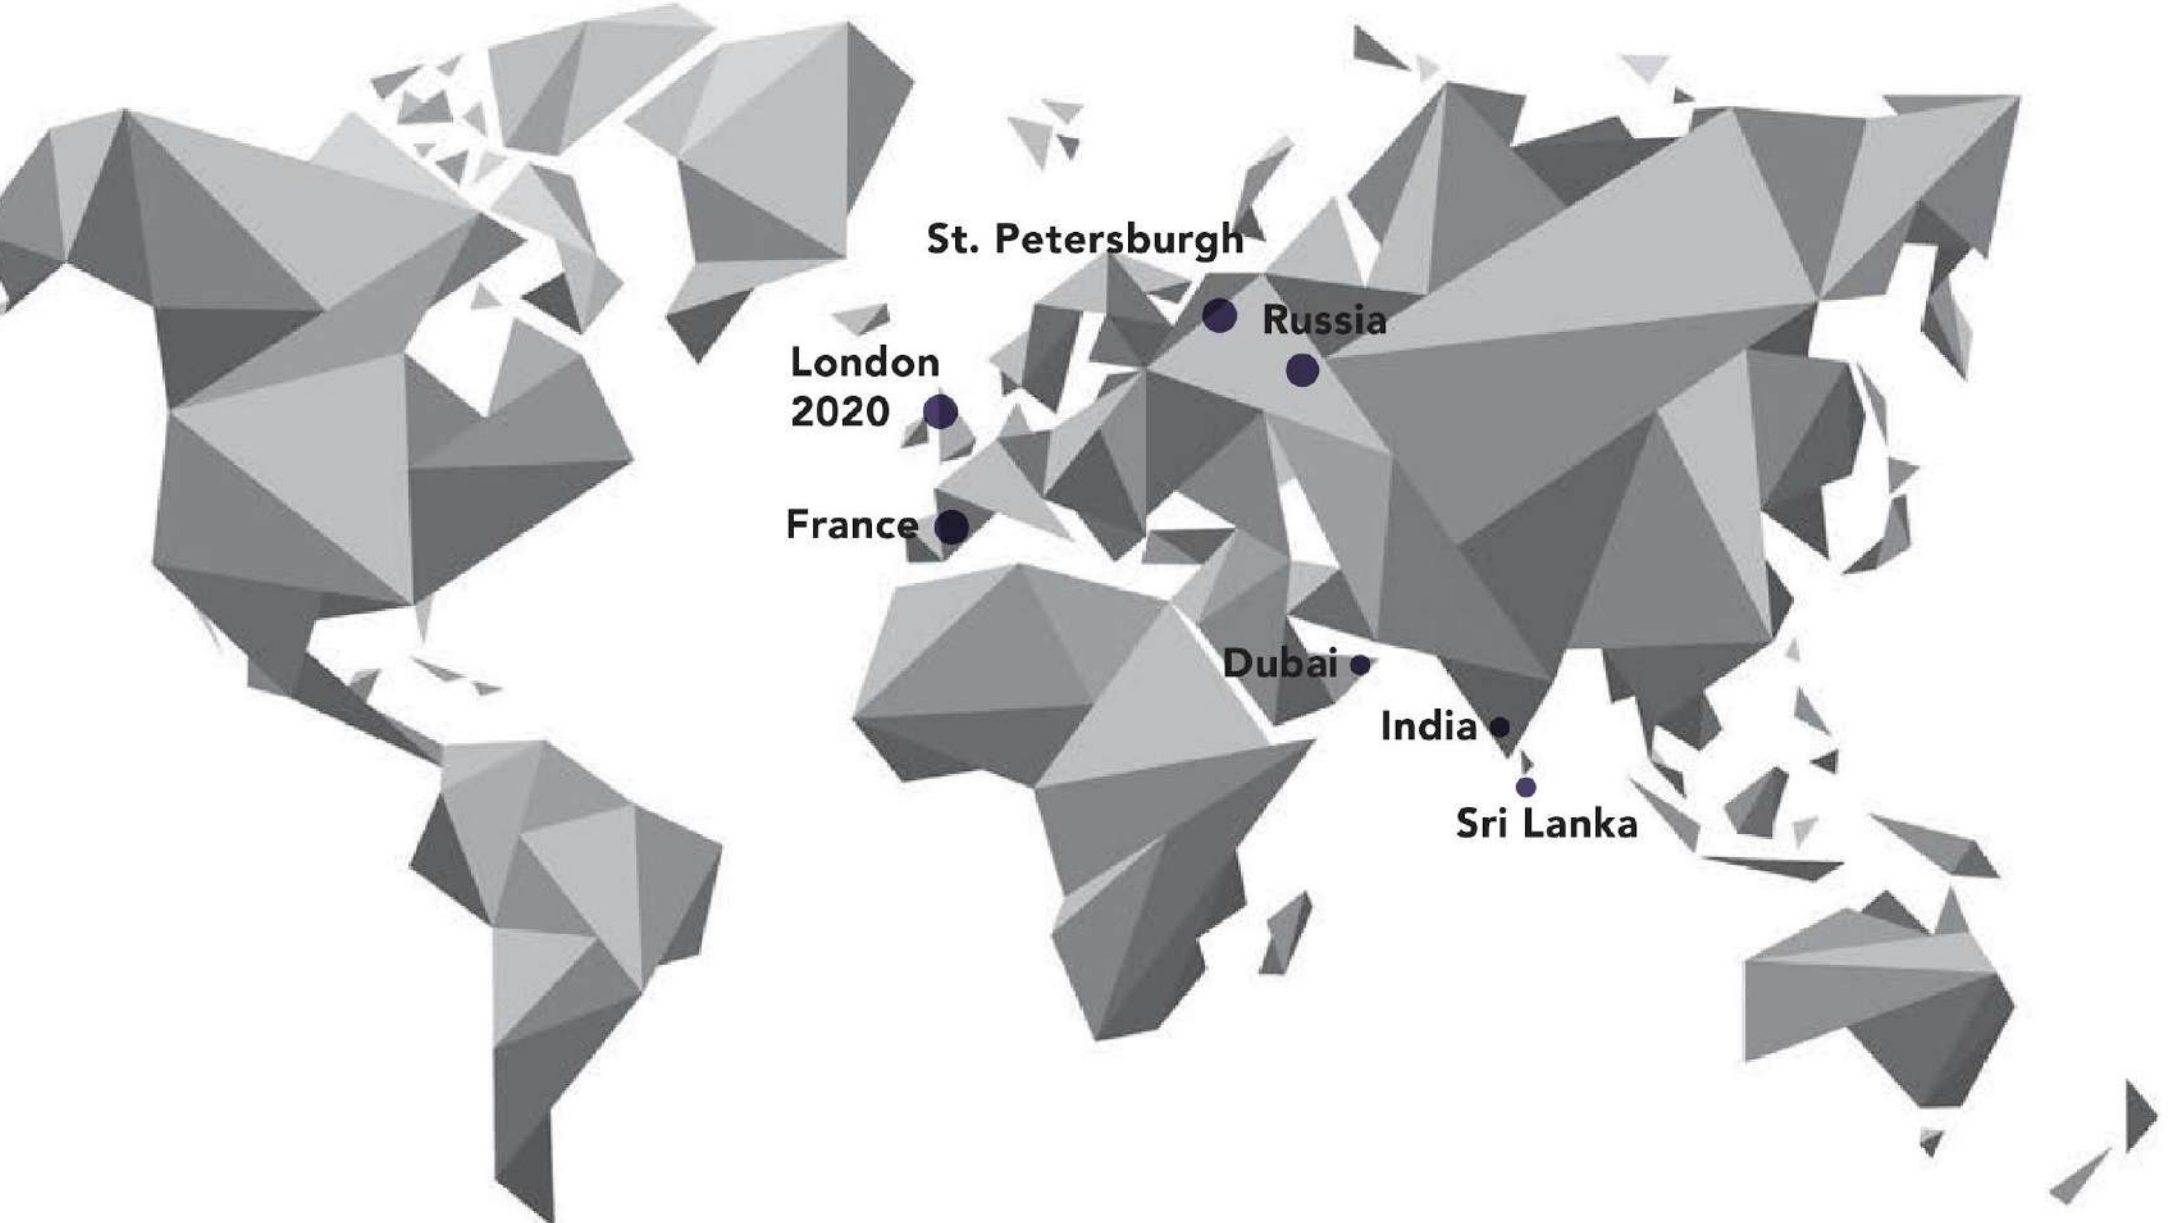 St. Petersburgh
Russia
London
2020
France
Dubai
India
Sri Lanka